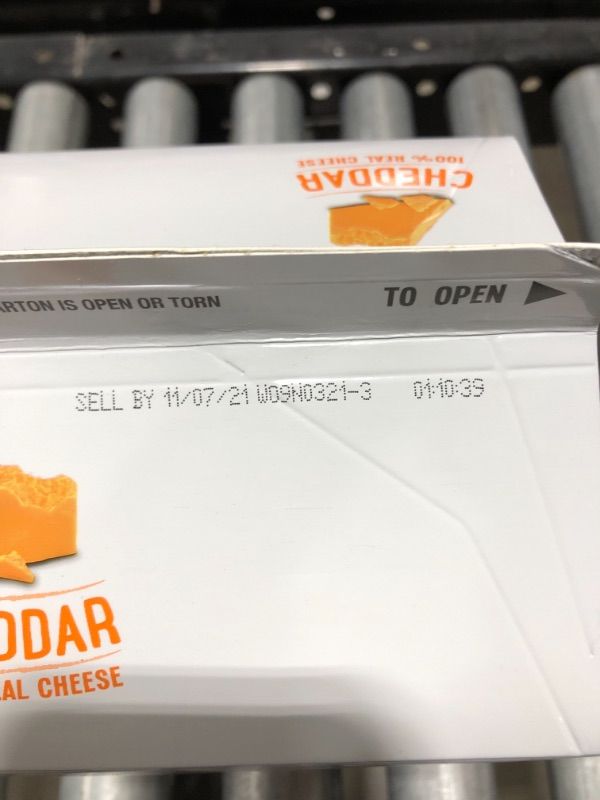 CHEDDAR
100% REAL CHEESE
ARTON IS OPEN OR TORN
TO OPEN
SELL BY 11/07/21 W09N0321-3 01:10:39
DDAR
AL CHEESE